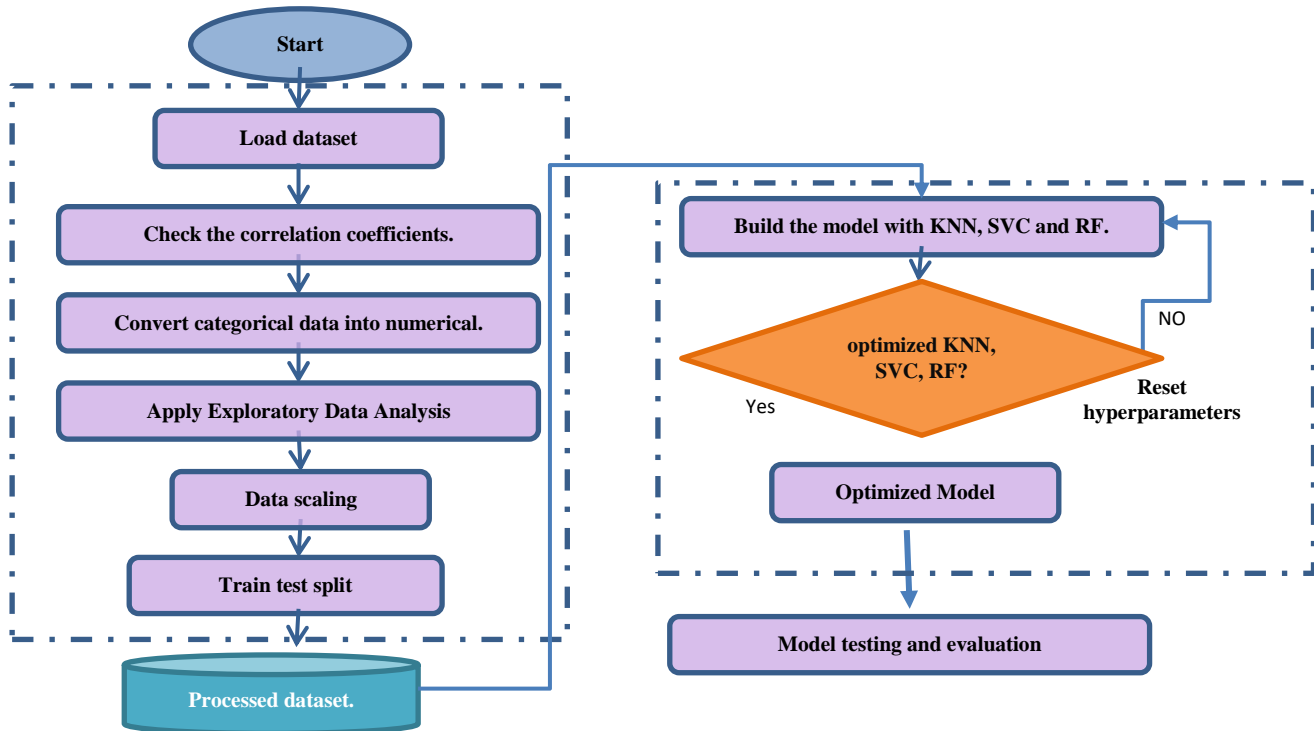 Start
Load dataset
Check the correlation coefficients.
Convert categorical data into numerical.
Apply Exploratory Data Analysis
Data scaling
Train test split
Processed dataset.
Build the model with KNN, SVC and RF.
optimized KNN,
SVC, RF?
NO
Reset
hyperparameters
Yes
Optimized Model
Model testing and evaluation